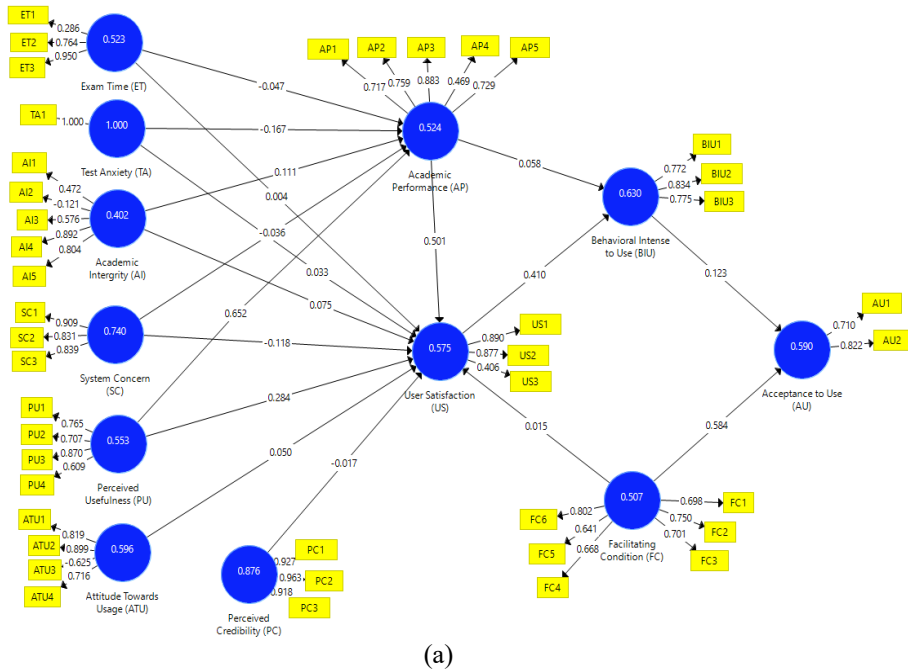 ET1
0.286
ET2
0.764
ET3
0.950
0.523
Exam Time (ET)
TA1
1.000
1.000
Test Anxiety (TA)
AI1
AI2
AI3
AI4
AI5
0.472
-0.121
0.576
0.892
0.804
0.402
Academic
Intergrity (AI)
SC1
SC2
SC3
0.909
0.831
0.839
0.740
System Concern
(SC)
PU1
PU2
PU3
PU4
0.765
0.707
0.870
0.609
0.553
Perceived
Usefulness (PU)
ATU1
ATU2
ATU3
ATU4
0.819
0.899
-0.625
0.716
0.596
Attitude Towards
Usage (ATU)
0.876
Perceived
Credibility (PC)
PC1
PC2
PC3
0.927
0.963
0.918
-0.047
-0.167
0.111
0.004
-0.036
0.033
0.652
0.075
-0.118
0.284
0.050
-0.017
AP1
AP2
AP3
AP4
AP5
0.717
0.759
0.883
0.469
0.729
0.524
Academic
Performance (AP)
0.501
0.058
0.410
0.575
User Satisfaction
(US)
US1
US2
US3
0.890
0.877
0.406
0.015
BIU1
BIU2
BIU3
0.772
0.834
0.775
0.630
Behavioral Intense
to Use (BIU)
0.123
0.584
AU1
AU2
0.710
0.822
0.590
Acceptance to Use
(AU)
0.507
Facilitating
Condition (FC)
FC6
FC5
FC4
0.802
0.641
0.668
0.698
0.750
0.701
FC1
FC2
FC3
(a)